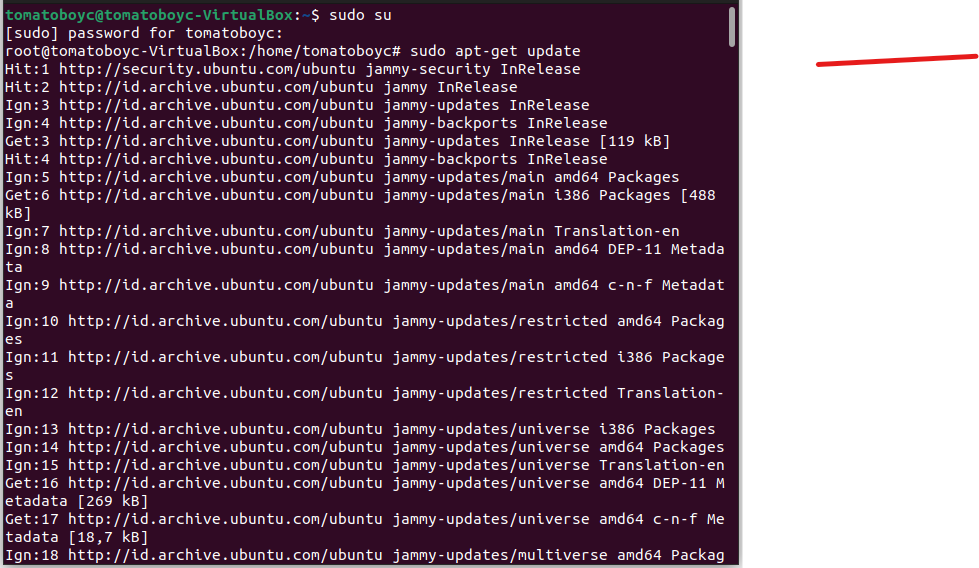 tomatoboyc@tomatoboyc-VirtualBox:~$ sudo su
[sudo] password for tomatoboyc:
root@tomatoboyc-VirtualBox:/home/tomatoboyc# sudo apt-get update
Hit:1 http://security.ubuntu.com/ubuntu jammy-security InRelease
Hit:2 http://id.archive.ubuntu.com/ubuntu jammy InRelease
Ign:3 http://id.archive.ubuntu.com/ubuntu jammy-updates InRelease
Ign:4 http://id.archive.ubuntu.com/ubuntu jammy-backports InRelease
Get:3 http://id.archive.ubuntu.com/ubuntu jammy-updates InRelease [119 kB]
Hit:4 http://id.archive.ubuntu.com/ubuntu jammy-backports InRelease
Ign:5 http://id.archive.ubuntu.com/ubuntu jammy-updates/main amd64 Packages
Get:6 http://id.archive.ubuntu.com/ubuntu jammy-updates/main i386 Packages [488
kB]
Ign:7 http://id.archive.ubuntu.com/ubuntu jammy-updates/main Translation-en
Ign:8 http://id.archive.ubuntu.com/ubuntu jammy-updates/main amd64 DEP-11 Metada
ta
Ign:9 http://id.archive.ubuntu.com/ubuntu jammy-updates/main amd64 c-n-f Metadat
a
Ign:10 http://id.archive.ubuntu.com/ubuntu jammy-updates/restricted amd64 Packag
es
Ign:11 http://id.archive.ubuntu.com/ubuntu jammy-updates/restricted i386 Package
s
Ign:12 http://id.archive.ubuntu.com/ubuntu jammy-updates/restricted Translation-
en
Ign:13 http://id.archive.ubuntu.com/ubuntu jammy-updates/universe i386 Packages
Ign:14 http://id.archive.ubuntu.com/ubuntu jammy-updates/universe amd64 Packages
Ign:15 http://id.archive.ubuntu.com/ubuntu jammy-updates/universe Translation-en
Get:16 http://id.archive.ubuntu.com/ubuntu jammy-updates/universe amd64 DEP-11 M
etadata [269 kB]
Get:17 http://id.archive.ubuntu.com/ubuntu jammy-updates/universe amd64 c-n-f Me
tadata [18,7 kB]
Ign:18 http://id.archive.ubuntu.com/ubuntu jammy-updates/multiverse amd64 Packag